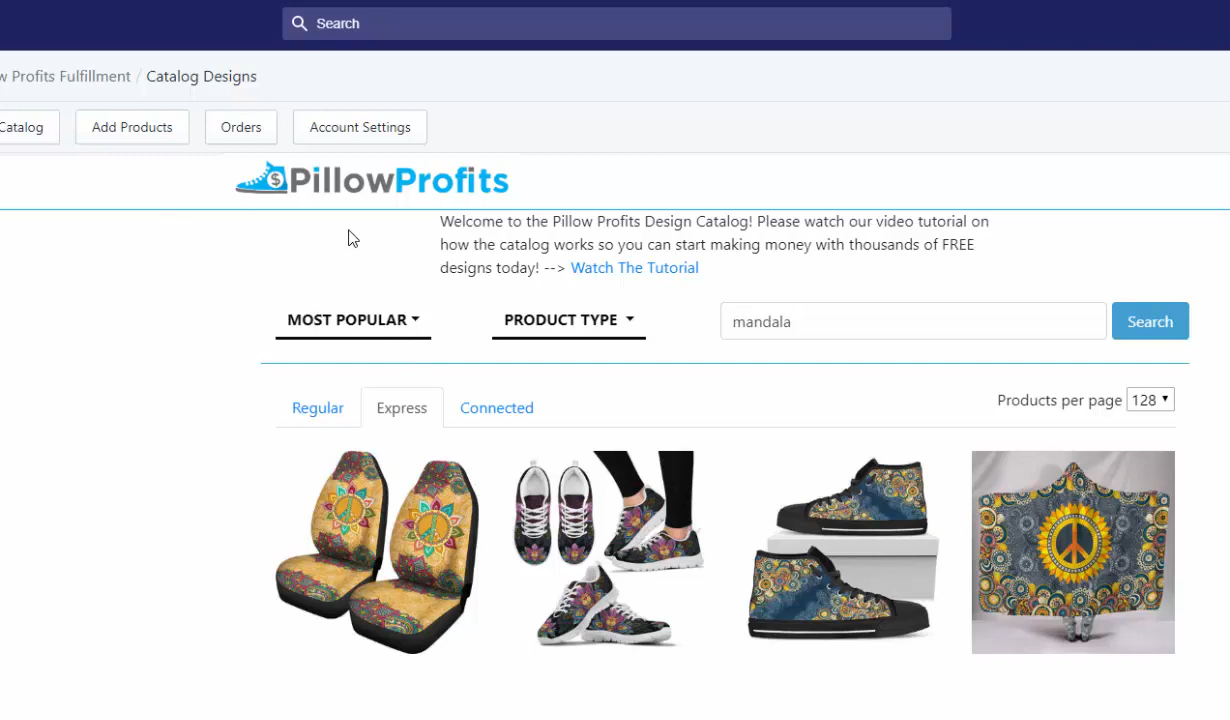 Search
w Profits Fulfillment / Catalog Designs
Catalog Add Products Orders Account Settings
$ PillowProfits
Welcome to the Pillow Profits Design Catalog! Please watch our video tutorial on
how the catalog works so you can start making money with thousands of FREE
designs today! --> Watch The Tutorial
MOST POPULAR PRODUCT TYPE mandala Search
Regular Express Connected Products per page 128